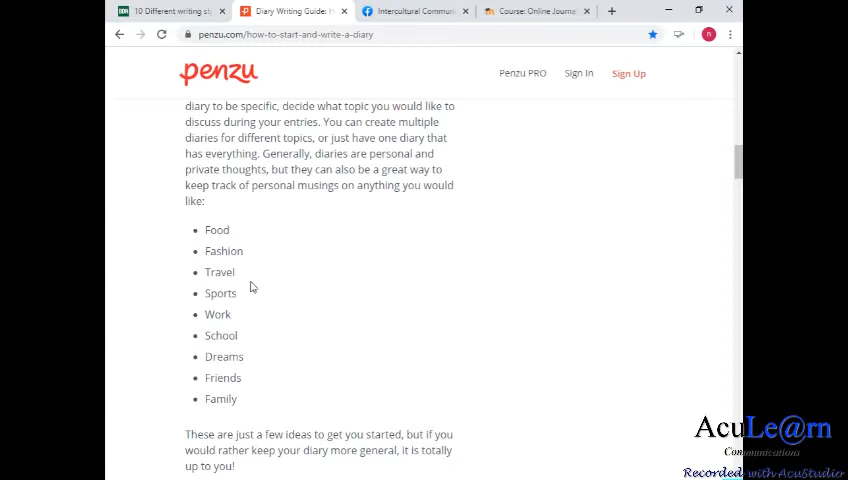 10 Different writing st
Diary Writing Guide: H
Intercultural Commun
Course: Online Journa
penzu.com/how-to-start-and-write-a-diary
n
penzu
Penzu PRO
Sign In
Sign Up
diary to be specific, decide what topic you would like to
discuss during your entries. You can create multiple
diaries for different topics, or just have one diary that
has everything. Generally, diaries are personal and
private thoughts, but they can also be a great way to
keep track of personal musings on anything you would
like:
Food
Fashion
Travel
Sports
Work
School
Dreams
Friends
Family
These are just a few ideas to get you started, but if you
would rather keep your diary more general, it is totally
up to you!
AcuLe@rn
Communications
Recorded with AcuStudio